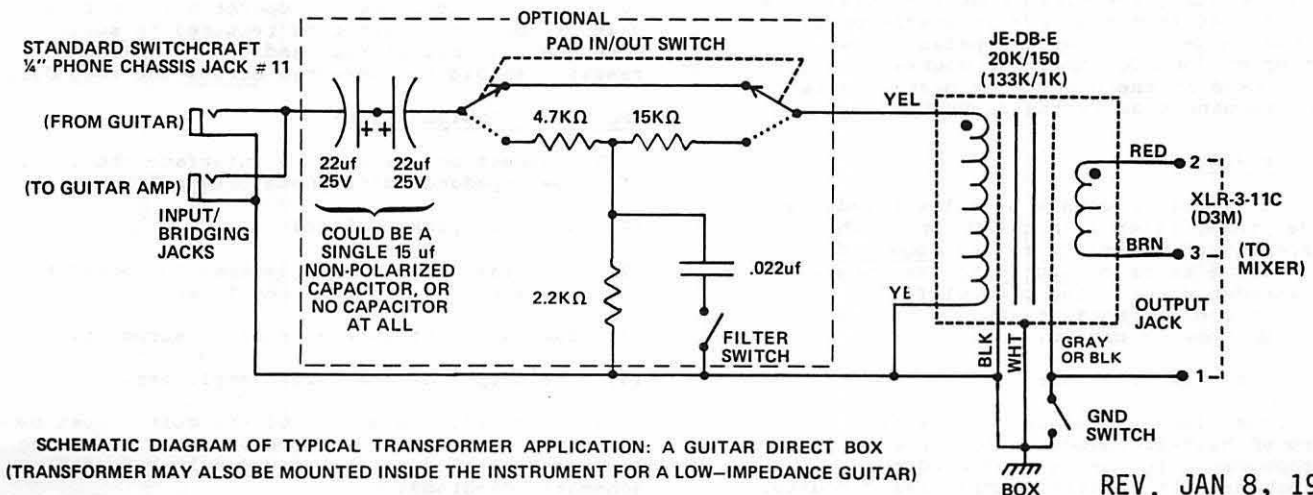 OPTIONAL
STANDARD SWITCHCRAFT
¼" PHONE CHASSIS JACK #11
PAD IN/OUT SWITCH
JE-DB-E
20K/150
(133K/1K)
(FROM GUITAR)
(TO GUITAR AMP)
INPUT/
BRIDGING
JACKS
+ +
22uf
25V
22uf
25V
COULD BE A
SINGLE 15 uf
NON-POLARIZED
CAPACITOR, OR
NO CAPACITOR
AT ALL
4.7KΩ
15KΩ
2.2KΩ
.022uf
FILTER
SWITCH
YEL
YE
RED
BRN
2
3
1
XLR-3-11C
(D3M)
(TO
MIXER)
OUTPUT
JACK
BLK
WHT
GRAY
OR BLK
GND
SWITCH
BOX
SCHEMATIC DIAGRAM OF TYPICAL TRANSFORMER APPLICATION: A GUITAR DIRECT BOX
(TRANSFORMER MAY ALSO BE MOUNTED INSIDE THE INSTRUMENT FOR A LOW–IMPEDANCE GUITAR)
REV. JAN 8, 19